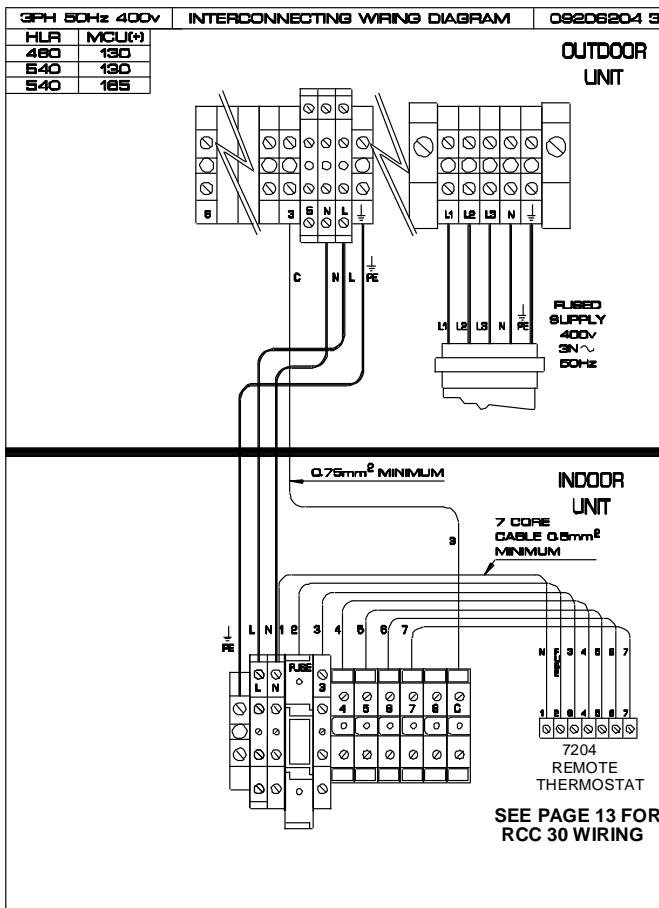 3PH 50Hz 400v INTERCONNECTING WIRING DIAGRAM 09206204 3
HLR MCU(+)
460 130
540 130
540 165
OUTDOOR
UNIT
6 3 S N L
L1 L2 L3 N
C N L PE
L1 L2 L3 N PE
FUSED
SUPPLY
400v
3N~
50Hz
0.75mm² MINIMUM
INDOOR
UNIT
7 CORE
CABLE 0.5mm²
MINIMUM
3
PE L N 1 2 3 4 5 6 7
N 3 4 5 6 7
FUSE
L N 3 4 5 6 7 8 C
1 2 3 4 5 6 7
7204
REMOTE
THERMOSTAT
SEE PAGE 13 FOR
RCC 30 WIRING